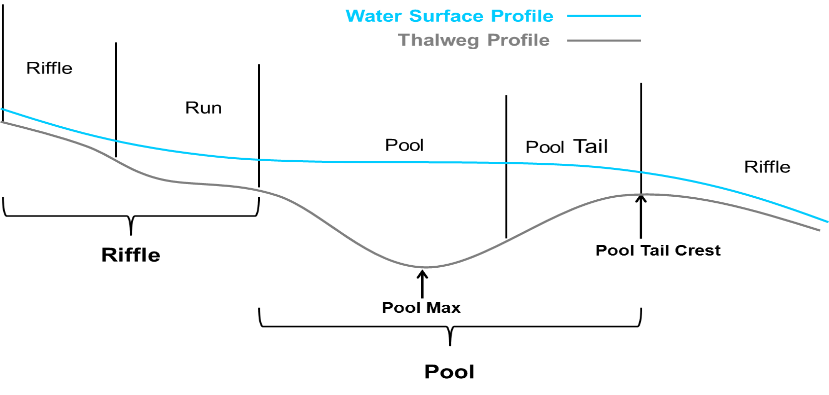 Water Surface Profile
Thalweg Profile
Riffle
Run
Pool
Pool Tail
Riffle
Riffle
Pool Tail Crest
Pool Max
Pool